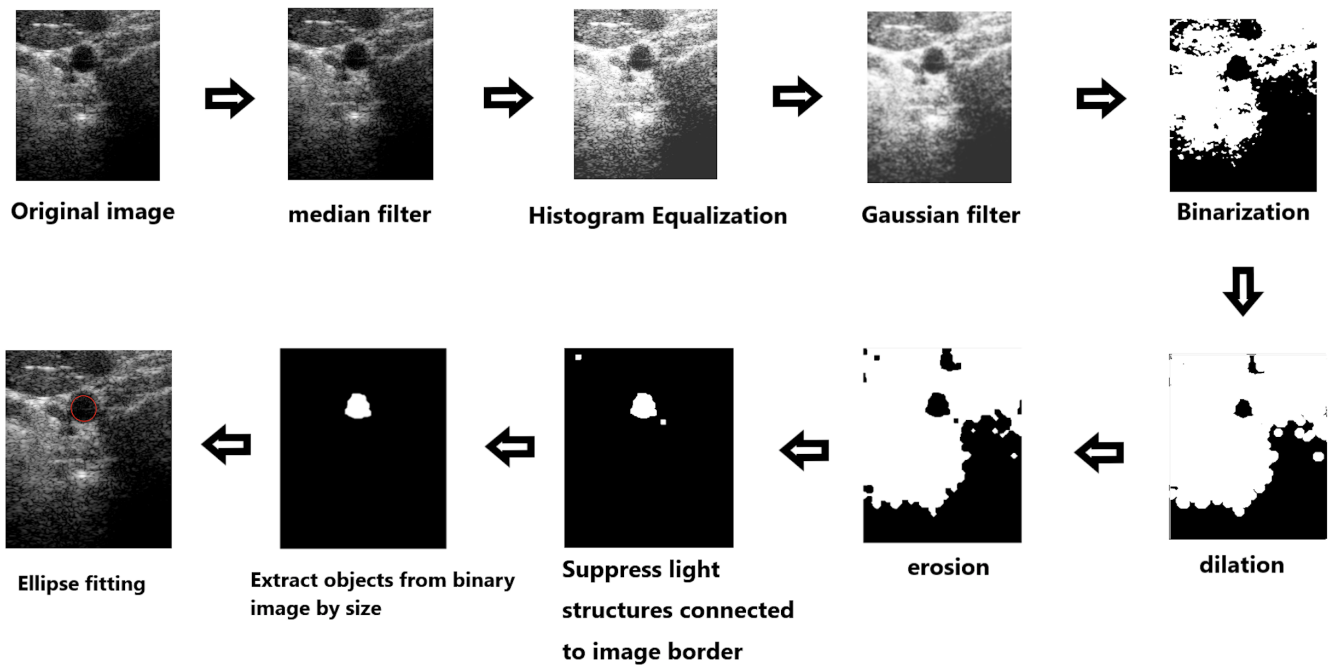 Original image
median filter
Histogram Equalization
Gaussian filter
Binarization
Ellipse fitting
Extract objects from binary
image by size
Suppress light
structures connected
to image border
erosion
dilation